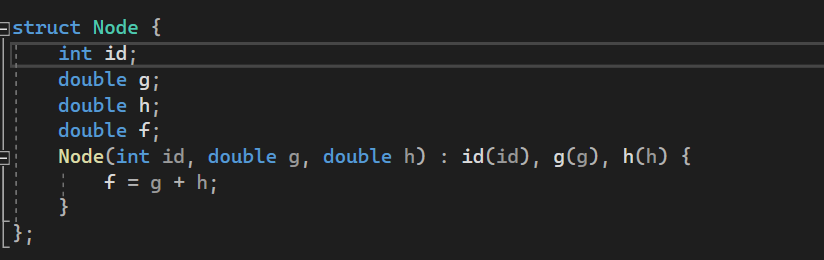 struct Node {
    int id;
    double g;
    double h;
    double f;
    Node(int id, double g, double h) : id(id), g(g), h(h) {
        f = g + h;
    }
};